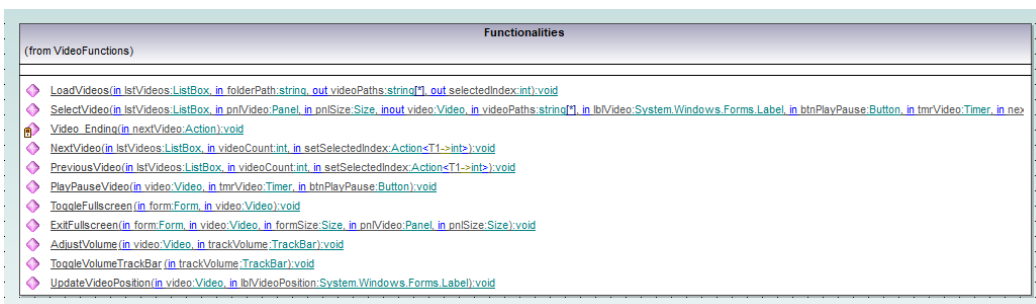 Functionalities
(from VideoFunctions)
LoadVideos(in lstVideos:ListBox, in folderPath:string, out videoPaths:string[*], out selectedIndex:int):void
SelectVideo(in lstVideos:ListBox, in pnlVideo:Panel, in pnlSize:Size, inout video:Video, in videoPaths:string[*], in lblVideo:System.Windows.Forms.Label, in btnPlayPause:Button, in tmrVideo:Timer, in nex
Video_Ending(in nextVideo:Action):void
NextVideo(in lstVideos:ListBox, in videoCount:int, in setSelectedIndex:Action<T1->int>):void
PreviousVideo(in lstVideos:ListBox, in videoCount:int, in setSelectedIndex:Action<T1->int>):void
PlayPauseVideo(in video:Video, in tmrVideo:Timer, in btnPlayPause:Button):void
ToggleFullscreen(in form:Form, in video:Video):void
ExitFullscreen(in form:Form, in video:Video, in formSize:Size, in pnlVideo:Panel, in pnlSize:Size):void
AdjustVolume(in video:Video, in trackVolume:TrackBar):void
ToggleVolumeTrackBar(in trackVolume:TrackBar):void
UpdateVideoPosition(in video:Video, in lblVideoPosition:System.Windows.Forms.Label):void